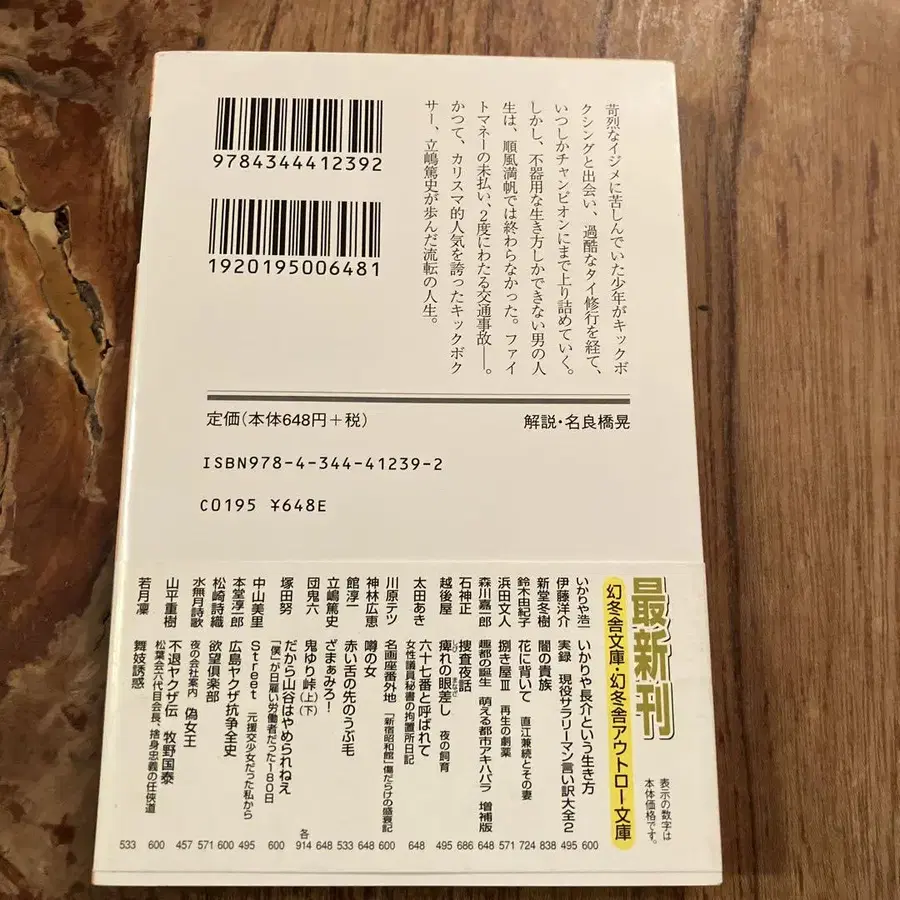 苛烈なイジメに苦しんでいた少年がキックボ
クシングと出会い、過酷なタイ修行を経て、
いつしかチャンピオンにまで上り詰めていく。
しかし、不器用な生き方しかできない男の人
生は、順風満帆では終わらなかった。ファイ
トマネーの未払い、2度にわたる交通事故――。
かつて、カリスマ的人気を誇ったキックボク
サー、立嶋篤史が歩んだ流転の人生。
9784344412392
1920195006481
定価(本体648円+税)
解説・名良橋晃
ISBN978-4-344-41239-2
C0195 ¥648E
最新刊
表示の数字は
本体価格です。
幻冬舎文庫・幻冬舎アウトロー文庫
いかりや浩一 いかりや長介という生き方 600
伊藤洋介 実録 現役サラリーマン言い訳大全2 495
新堂冬樹 闇の貴族 838
鈴木由紀子 花に背いて 直江兼続とその妻 724
浜田文人 捌き屋Ⅲ 再生の劇薬 571
森川嘉一郎 趣都の誕生 萌える都市アキハバラ 増補版 648
石神正 捜査夜話 686
越後屋 痺れの眼差し 夜の飼育 495
太田あき 六十七番と呼ばれて 女性議員秘書の拘置所日記 648
川原テツ 名画座番外地 「新宿昭和館」傷だらけの盛衰記 600
神林広恵 噂の女 648
館淳一 赤い舌の先のうぶ毛 533
立嶋篤史 ざまぁみろ! 648
団鬼六 鬼ゆり峠(上)(下) 各914
塚田努 だから山谷はやめられねえ 「僕」が日雇い労働者だった180日 600
中山美里 Street 元援交少女だった私から 495
本堂淳一郎 広島ヤクザ抗争全史 600
松崎詩織 欲望倶楽部 571
水無月詩歌 夜の会社案内 偽女王 457
山平重樹 不退ヤクザ伝 牧野国泰 松葉会六代目会長、捨身忠義の任俠道 600
若月凜 舞妓誘惑 533